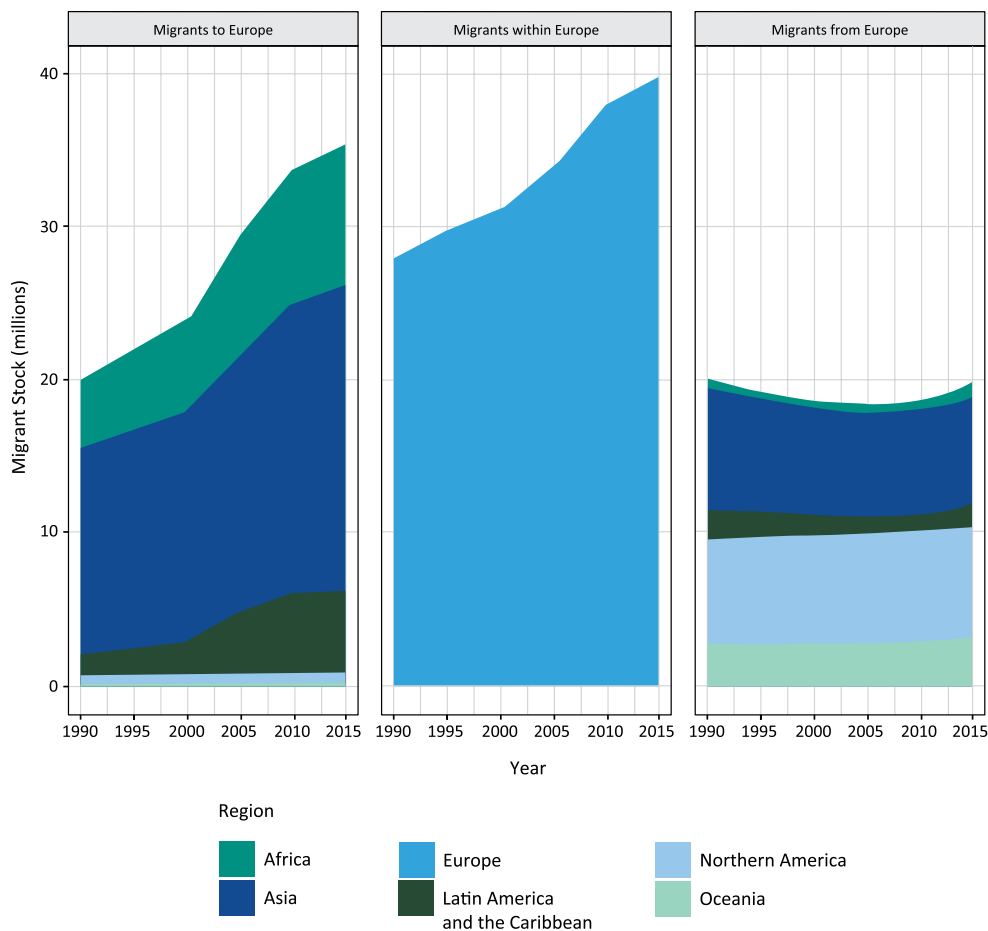 Migrants to Europe
Migrants within Europe
Migrants from Europe
40
30
20
10
0
Migrant Stock (millions)
1990 1995 2000 2005 2010 2015
1990 1995 2000 2005 2010 2015
1990 1995 2000 2005 2010 2015
Year
Region
Africa
Europe
Northern America
Asia
Latin America
and the Caribbean
Oceania